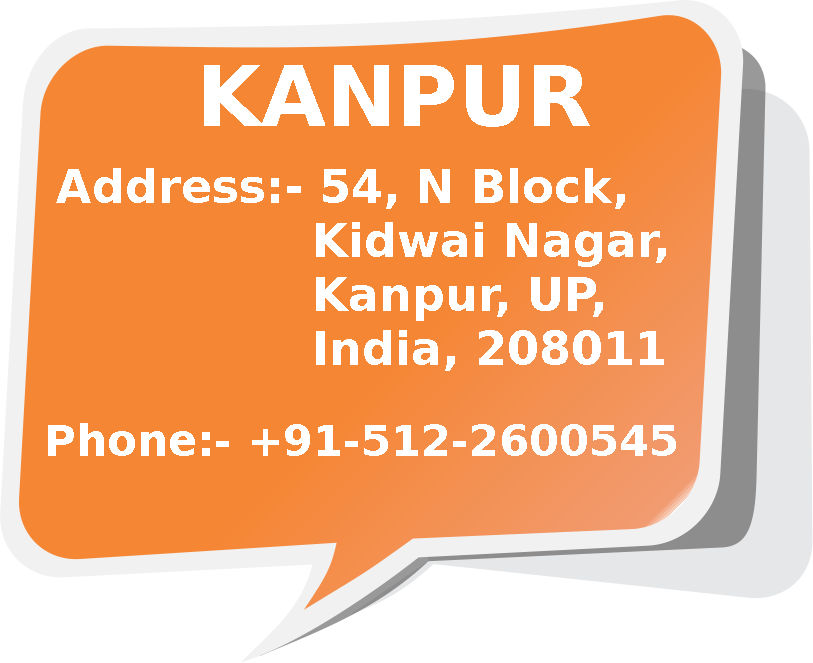 KANPUR
Address:- 54, N Block,
Kidwai Nagar,
Kanpur, UP,
India, 208011
Phone:- +91-512-2600545